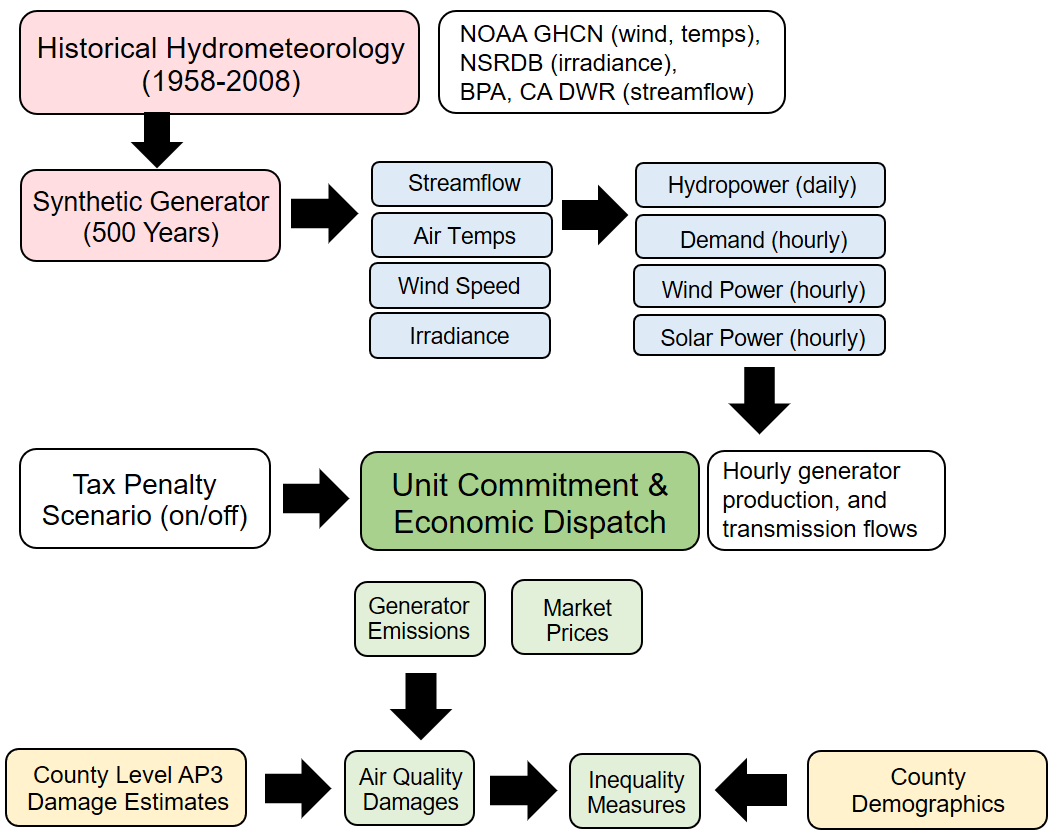 Historical Hydrometeorology
(1958-2008)
NOAA GHCN (wind, temps),
NSRDB (irradiance),
BPA, CA DWR (streamflow)
Synthetic Generator
(500 Years)
Streamflow
Air Temps
Wind Speed
Irradiance
Hydropower (daily)
Demand (hourly)
Wind Power (hourly)
Solar Power (hourly)
Tax Penalty
Scenario (on/off)
Unit Commitment &
Economic Dispatch
Hourly generator
production, and
transmission flows
Generator
Emissions
Market
Prices
County Level AP3
Damage Estimates
Air Quality
Damages
Inequality
Measures
County
Demographics